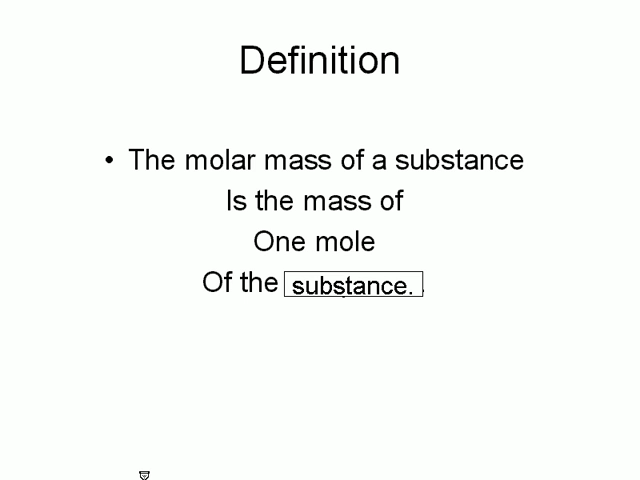 Definition
• The molar mass of a substance
Is the mass of
One mole
Of the substance.